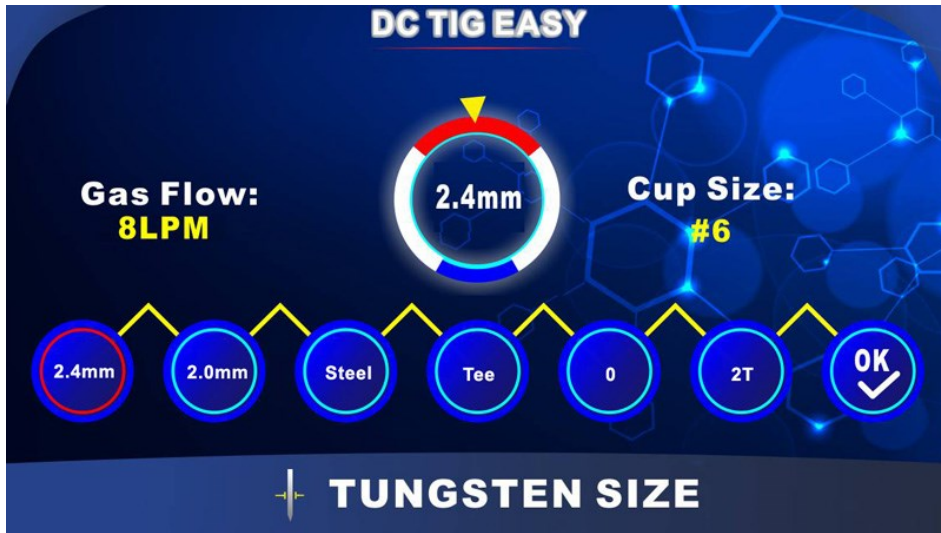 DC TIG EASY
2.4mm
Gas Flow:
8LPM
Cup Size:
#6
2.4mm
2.0mm
Steel
Tee
0
2T
OK
TUNGSTEN SIZE